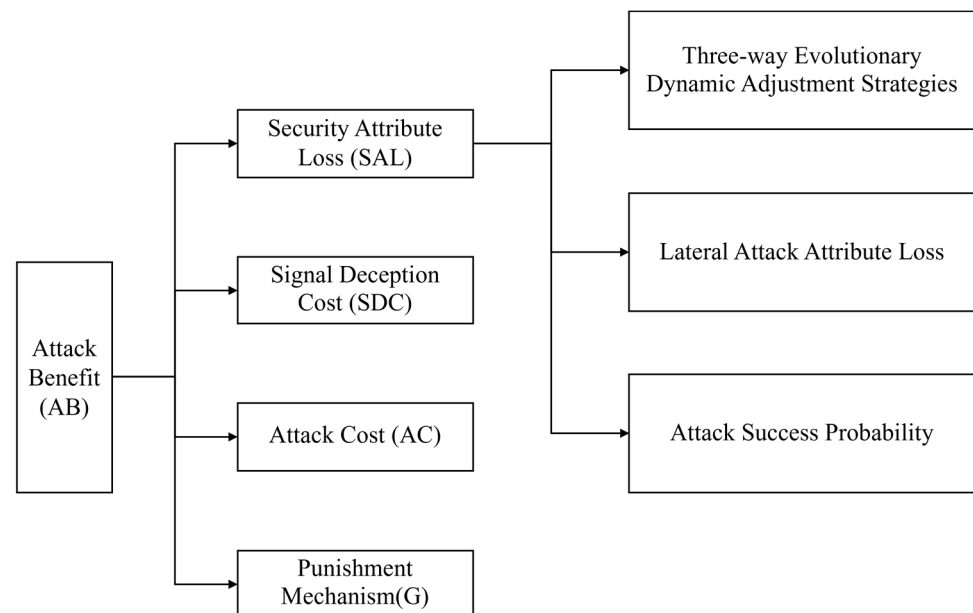 Attack
Benefit
(AB)
Security Attribute
Loss (SAL)
Signal Deception
Cost (SDC)
Attack Cost (AC)
Punishment
Mechanism(G)
Three-way Evolutionary
Dynamic Adjustment Strategies
Lateral Attack Attribute Loss
Attack Success Probability